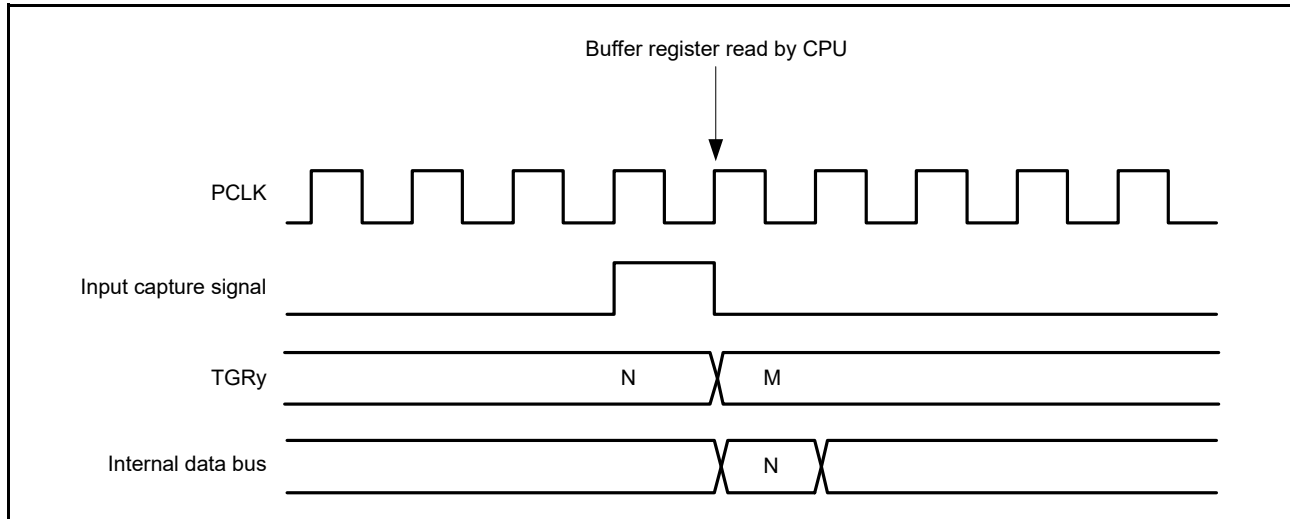 Buffer register read by CPU
PCLK
Input capture signal
TGRy
N
M
Internal data bus
N